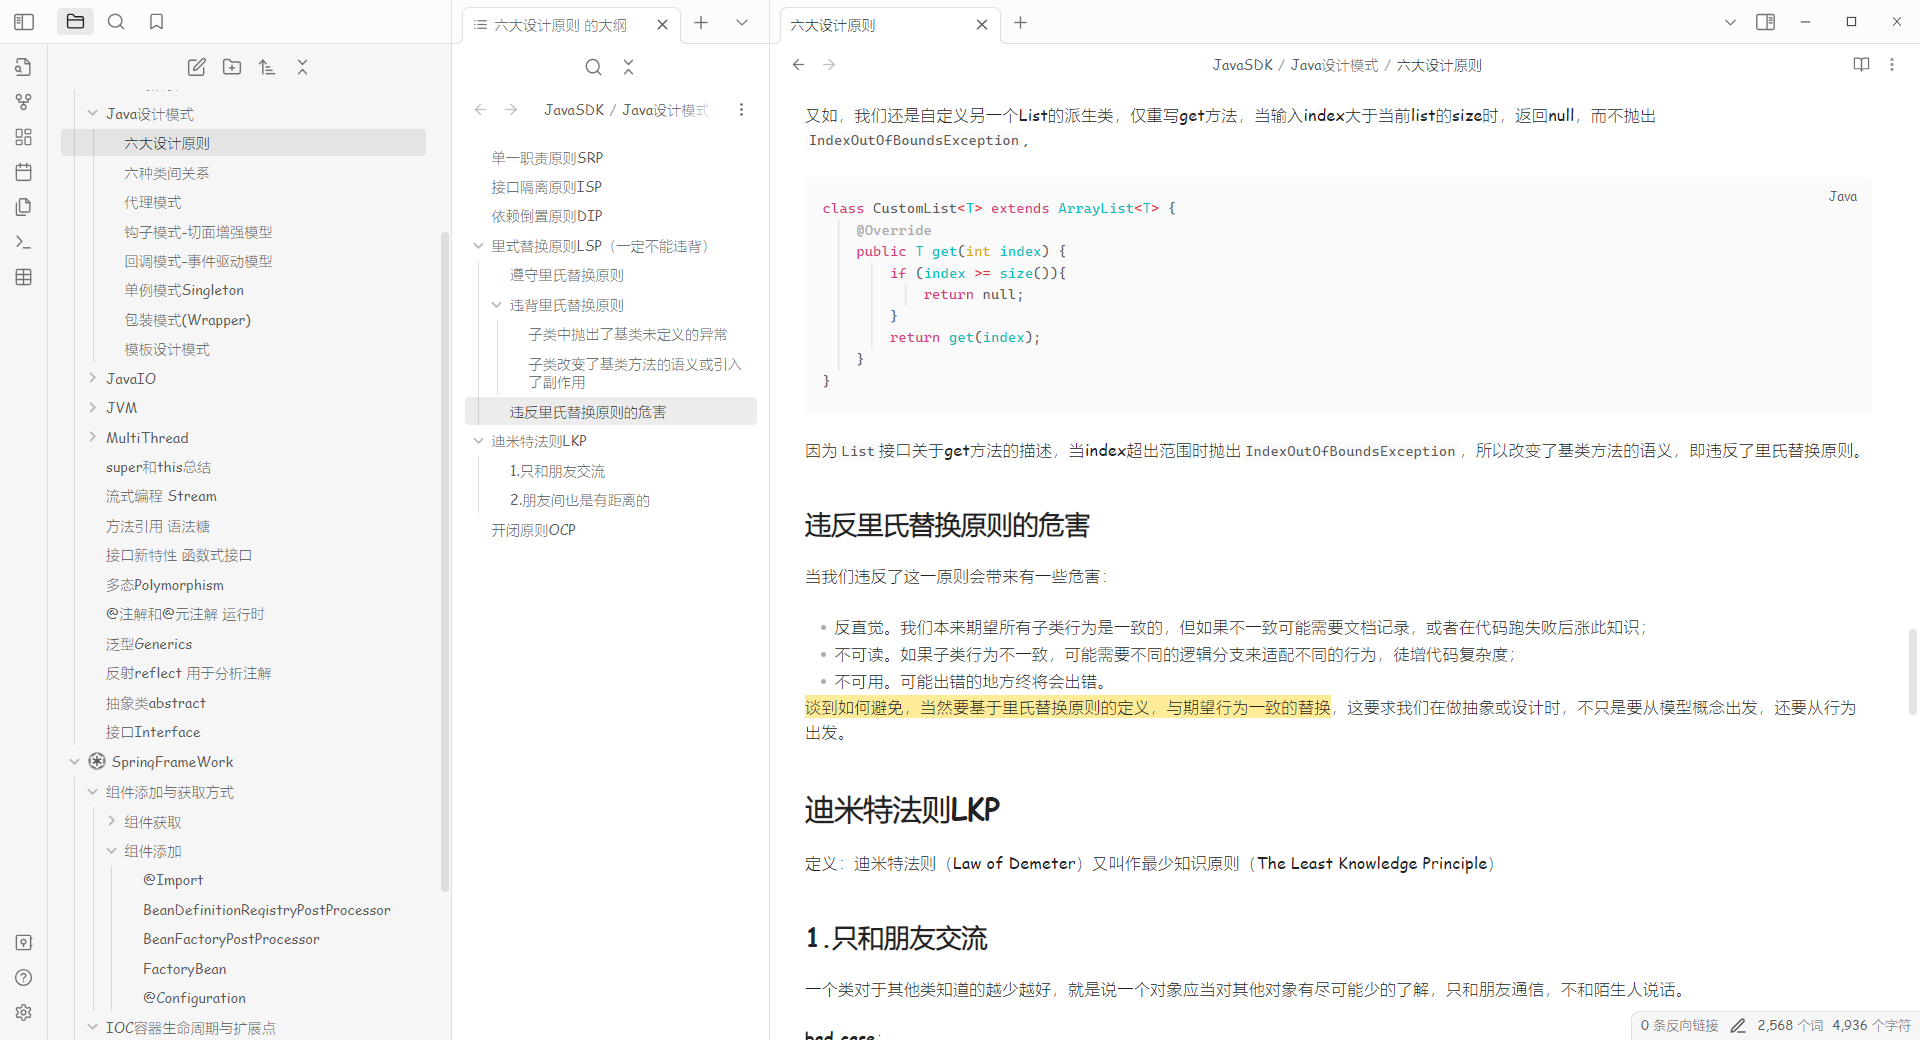 六大设计原则 的大纲
六大设计原则
Java设计模式
六大设计原则
六种类间关系
代理模式
钩子模式-切面增强模型
回调模式-事件驱动模型
单例模式Singleton
包装模式(Wrapper)
模板设计模式
JavaIO
JVM
MultiThread
super和this总结
流式编程 Stream
方法引用 语法糖
接口新特性 函数式接口
多态Polymorphism
@注解和@元注解 运行时
泛型Generics
反射reflect 用于分析注解
抽象类abstract
接口Interface
SpringFrameWork
组件添加与获取方式
组件获取
组件添加
@Import
BeanDefinitionRegistryPostProcessor
BeanFactoryPostProcessor
FactoryBean
@Configuration
IOC容器生命周期与扩展点
JavaSDK / Java设计模式
单一职责原则SRP
接口隔离原则ISP
依赖倒置原则DIP
里式替换原则LSP（一定不能违背）
遵守里氏替换原则
违背里氏替换原则
子类中抛出了基类未定义的异常
子类改变了基类方法的语义或引入
了副作用
违反里氏替换原则的危害
迪米特法则LKP
1.只和朋友交流
2.朋友间也是有距离的
开闭原则OCP
JavaSDK / Java设计模式 / 六大设计原则
又如，我们还是自定义另一个List的派生类，仅重写get方法，当输入index大于当前list的size时，返回null，而不抛出
IndexOutOfBoundsException，
Java
class CustomList<T> extends ArrayList<T> {
@Override
public T get(int index) {
if (index >= size()){
return null;
}
return get(index);
}
}
因为 List 接口关于get方法的描述，当index超出范围时抛出 IndexOutOfBoundsException ，所以改变了基类方法的语义，即违反了里氏替换原则。
违反里氏替换原则的危害
当我们违反了这一原则会带来有一些危害：
反直觉。我们本来期望所有子类行为是一致的，但如果不一致可能需要文档记录，或者在代码跑失败后涨此知识；
不可读。如果子类行为不一致，可能需要不同的逻辑分支来适配不同的行为，徒增代码复杂度；
不可用。可能出错的地方终将会出错。
谈到如何避免，当然要基于里氏替换原则的定义，与期望行为一致的替换，这要求我们在做抽象或设计时，不只是要从模型概念出发，还要从行为
出发。
迪米特法则LKP
定义：迪米特法则（Law of Demeter）又叫作最少知识原则（The Least Knowledge Principle）
1.只和朋友交流
一个类对于其他类知道的越少越好，就是说一个对象应当对其他对象有尽可能少的了解，只和朋友通信，不和陌生人说话。
bad case：
0 条反向链接 2,568 个词 4,936 个字符